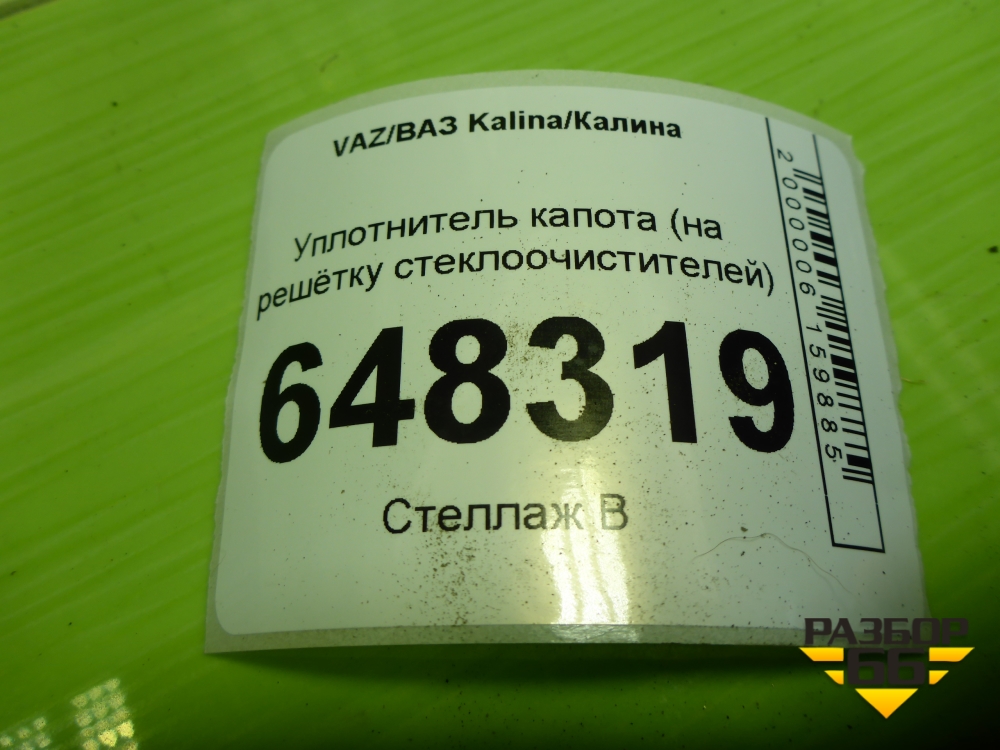 VAZ/ВАЗ Kalina/Калина
Уплотнитель капота (на
решётку стеклоочистителей)
648319
Стеллаж В
2000006159885
РАЗБОР
66